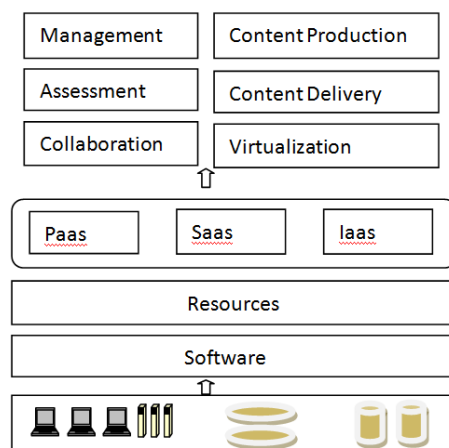 Management
Content Production
Assessment
Content Delivery
Collaboration
Virtualization
Paas
Saas
Iaas
Resources
Software